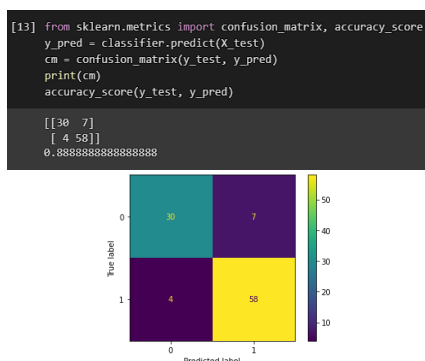 [13] from sklearn.metrics import confusion_matrix, accuracy_score
y_pred = classifier.predict(X_test)
cm = confusion_matrix(y_test, y_pred)
print(cm)
accuracy_score(y_test, y_pred)
[[30  7]
 [ 4 58]]
0.8888888888888888
0
30
7
50
40
30
20
10
True label
1
4
58
0
1
Predicted label